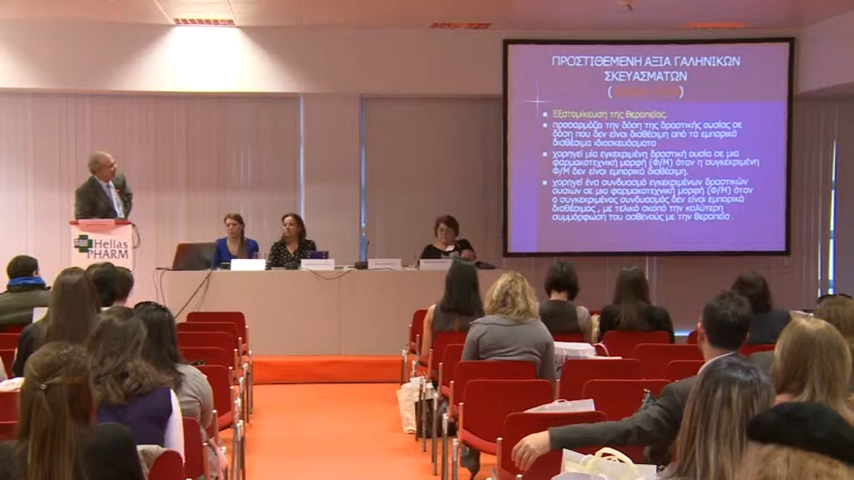 ΠΡΟΣΤΙΘΕΜΕΝΗ ΑΞΙΑ ΓΑΛΗΝΙΚΩΝ
ΣΚΕΥΑΣΜΑΤΩΝ
Εξατομίκευση της θεραπείας.
προσαρμόζει την δόση της δραστικής ουσίας σε
δόση που δεν είναι διαθέσιμη από τα εμπορικά
διαθέσιμα ιδιοσκευάσματα
χορηγεί μία εγκεκριμένη δραστική ουσία σε μια
φαρμακοτεχνική μορφή (Φ/Μ) όταν η συγκεκριμένη
Φ/Μ δεν είναι εμπορικά διαθέσιμη.
χορηγεί ένα συνδυασμό εγκεκριμένων δραστικών
ουσιών σε μια φαρμακοτεχνική μορφή (Φ/Μ) όταν
ο συγκεκριμένος συνδυασμός δεν είναι εμπορικά
διαθέσιμος , με τελικό σκοπό την καλύτερη
συμμόρφωση του ασθενούς με την θεραπεία .
Hellas
PHARM